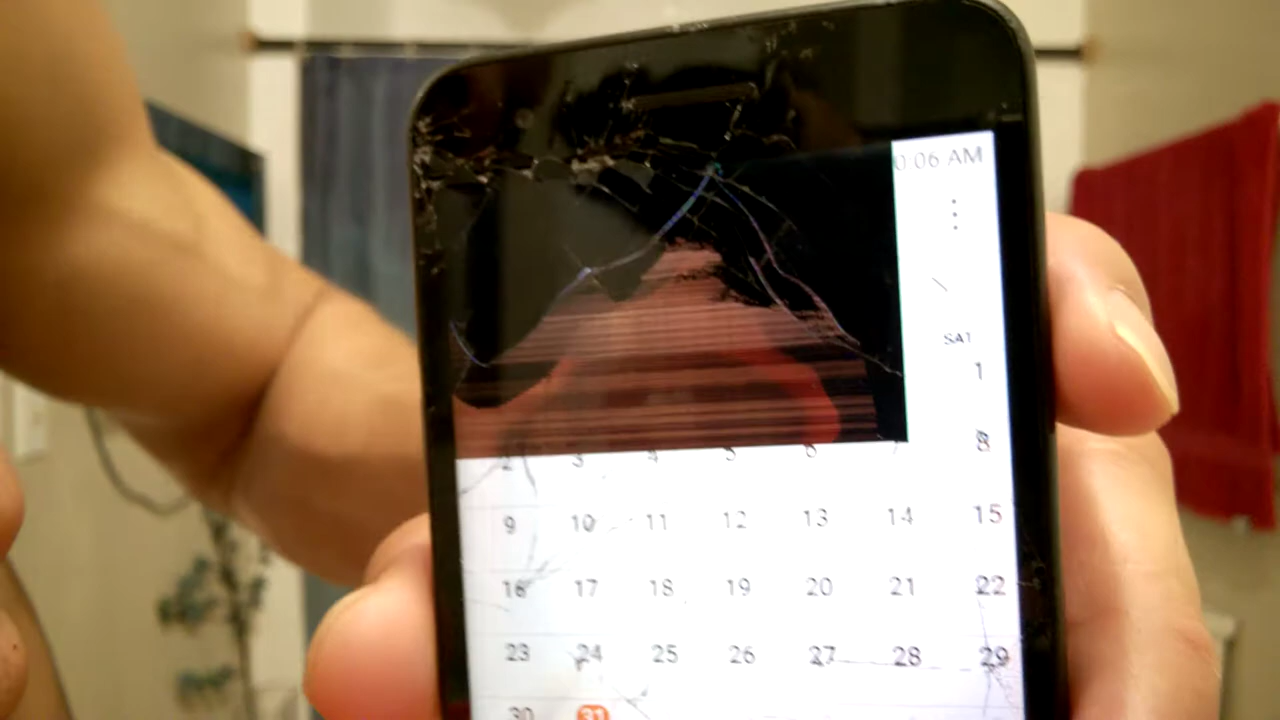 0:06 AM
SAT
1
2 3 4 5 6 7 8
9 10 11 12 13 14 15
16 17 18 19 20 21 22
23 24 25 26 27 28 29
30 31